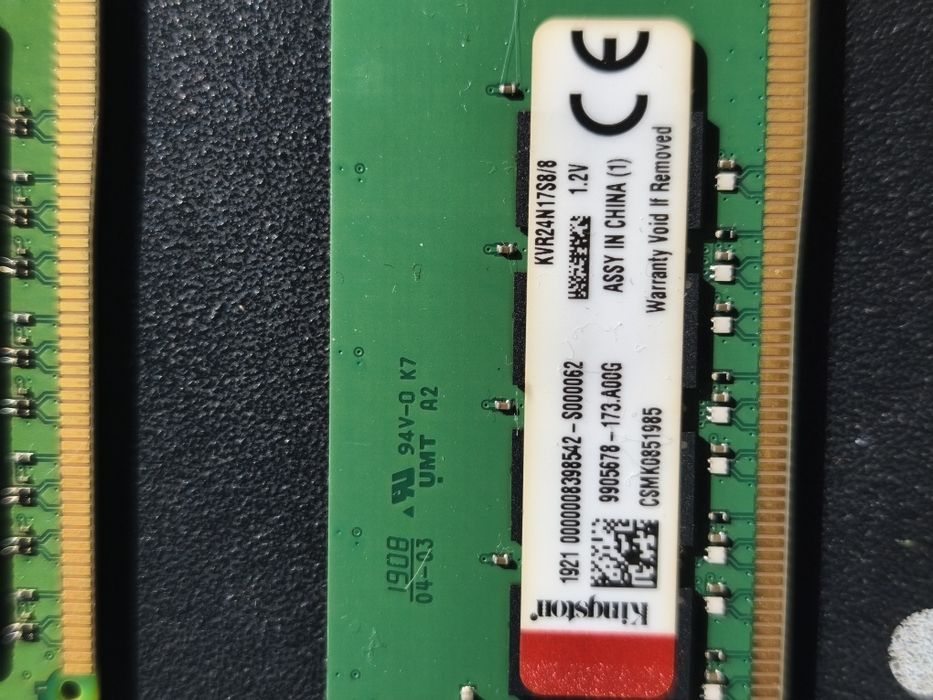 Kingston
KVR24N17S8/8
1.2V
ASSY IN CHINA (1)
Warranty Void If Removed
CE
1921 0000008398542-S000062
9905678-173.A00G
CSMK0851985
1908
04-03
94V-0 K7
UMT A2